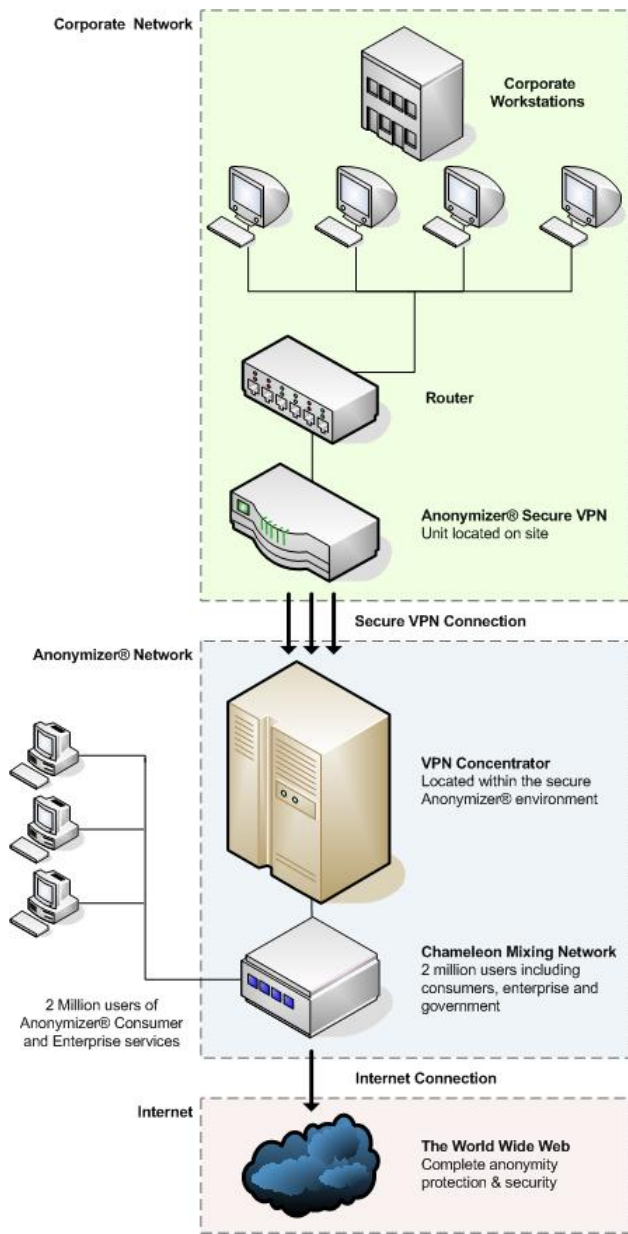 Corporate Network
Corporate
Workstations
Router
Anonymizer® Secure VPN
Unit located on site
Secure VPN Connection
Anonymizer® Network
VPN Concentrator
Located within the secure
Anonymizer® environment
Chameleon Mixing Network
2 million users including
consumers, enterprise and
government
2 Million users of
Anonymizer® Consumer
and Enterprise services
Internet Connection
Internet
The World Wide Web
Complete anonymity
protection & security